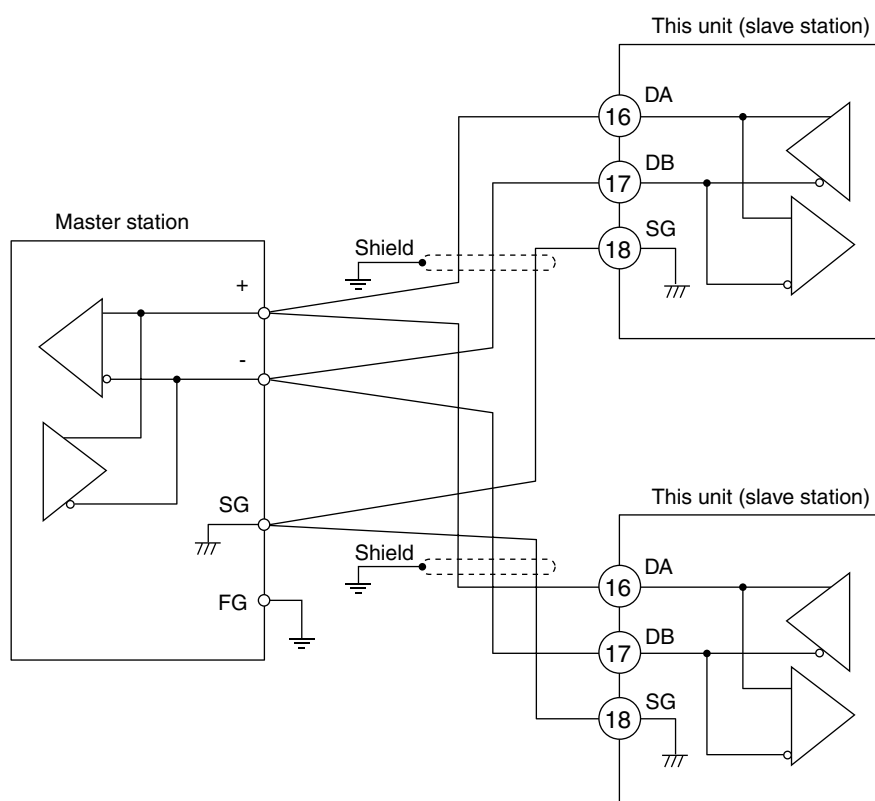 This unit (slave station)
DA
16
DB
17
SG
18
Master station
Shield
+
-
SG
FG
This unit (slave station)
Shield
DA
16
DB
17
SG
18